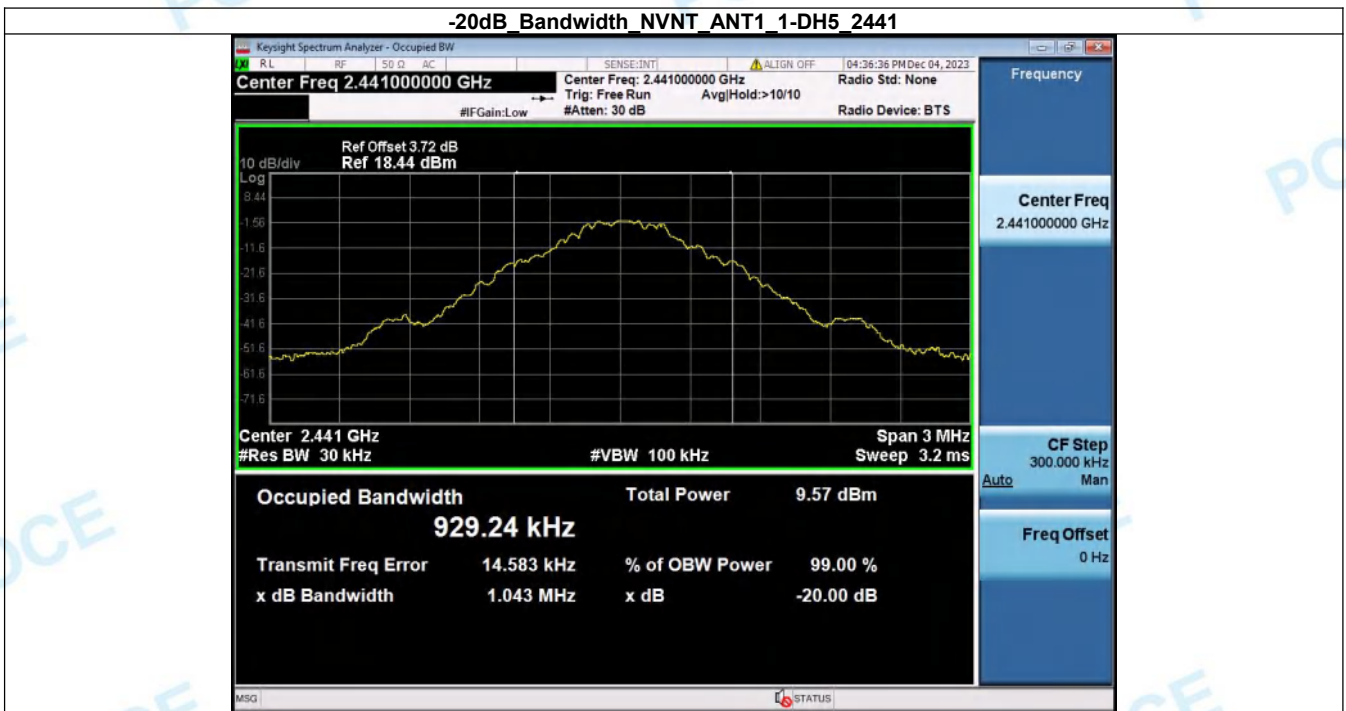 -20dB_Bandwidth_NVNT_ANT1_1-DH5_2441
Keysight Spectrum Analyzer - Occupied BW
LXI RL RF 50 Ω AC SENSE:INT ALIGN OFF 04:36:36 PM Dec 04, 2023
Center Freq 2.441000000 GHz
Center Freq: 2.441000000 GHz
Radio Std: None
Trig: Free Run Avg|Hold:>10/10
#IFGain:Low
#Atten: 30 dB
Radio Device: BTS
Frequency
Ref Offset 3.72 dB
10 dB/div Ref 18.44 dBm
Log
8.44
-1.56
-11.6
-21.6
-31.6
-41.6
-51.6
-61.6
-71.6
Center 2.441 GHz
Span 3 MHz
#Res BW 30 kHz
#VBW 100 kHz
Sweep 3.2 ms
Center Freq
2.441000000 GHz
CF Step
300.000 kHz
Auto Man
Freq Offset
0 Hz
Occupied Bandwidth
929.24 kHz
Total Power 9.57 dBm
Transmit Freq Error 14.583 kHz
% of OBW Power 99.00 %
x dB Bandwidth 1.043 MHz
x dB -20.00 dB
MSG
STATUS